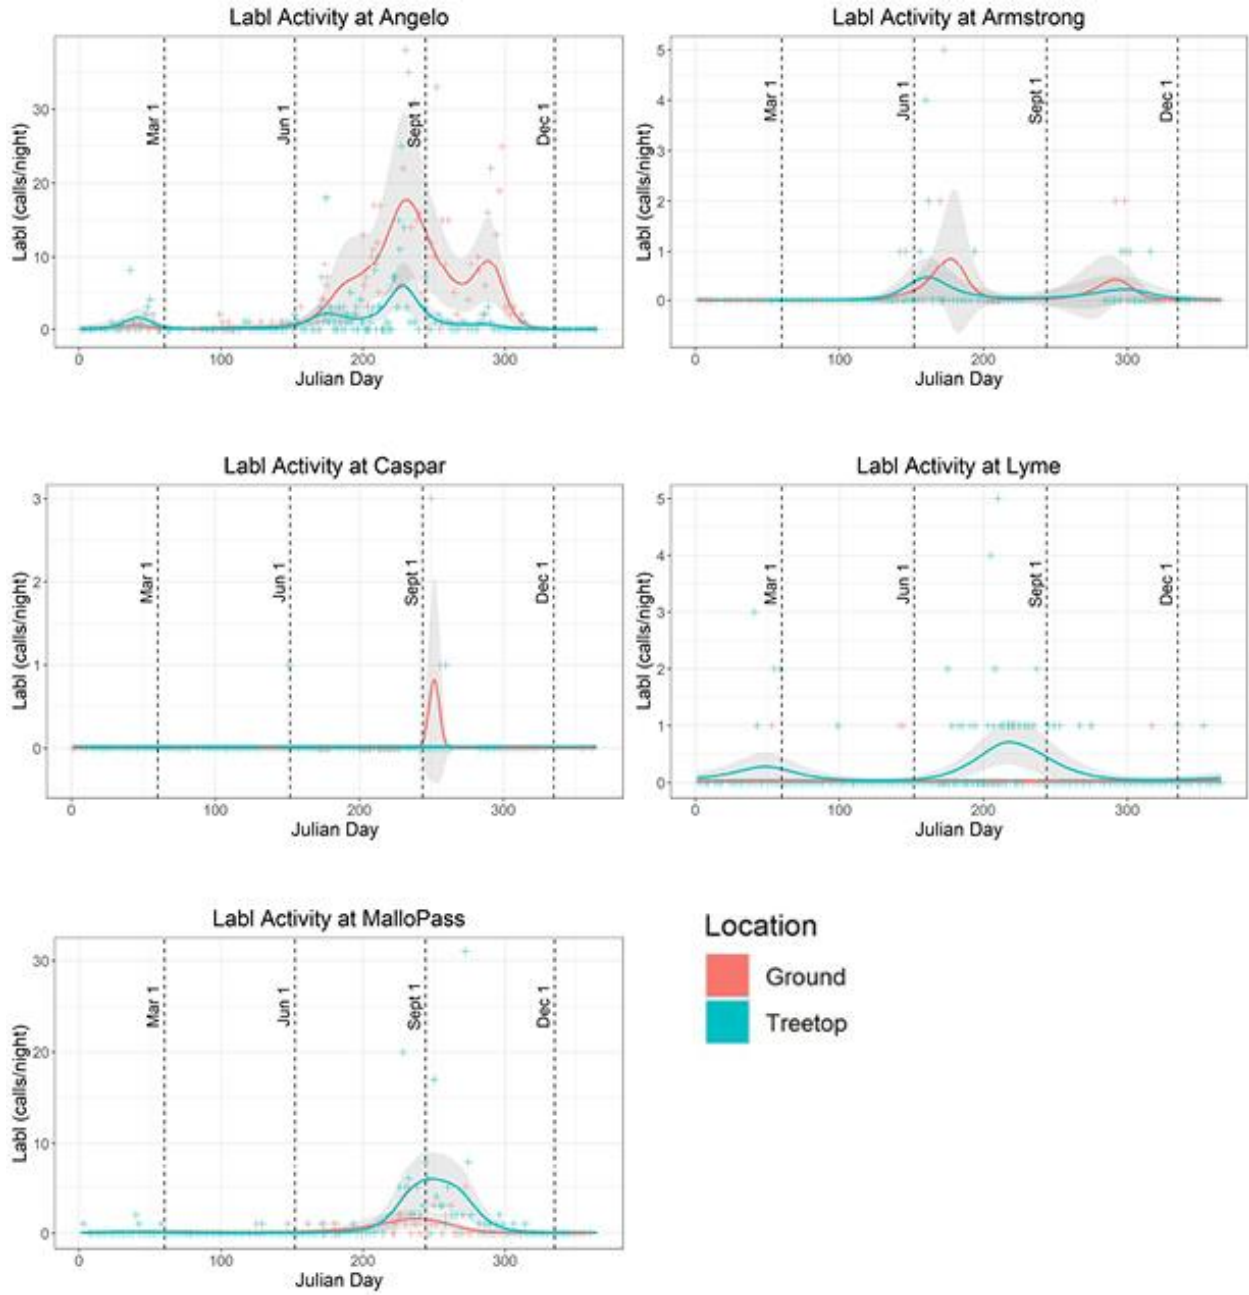 Labl Activity at Angelo
Labl (calls/night)
30
20
10
0
Mar 1
Jun 1
Sept 1
Dec 1
0 100 200 300
Julian Day
Labl Activity at Armstrong
Labl (calls/night)
5
4
3
2
1
0
Mar 1
Jun 1
Sept 1
Dec 1
0 100 200 300
Julian Day
Labl Activity at Caspar
Labl (calls/night)
3
2
1
0
Mar 1
Jun 1
Sept 1
Dec 1
0 100 200 300
Julian Day
Labl Activity at Lyme
Labl (calls/night)
5
4
3
2
1
0
Mar 1
Jun 1
Sept 1
Dec 1
0 100 200 300
Julian Day
Labl Activity at MalloPass
Labl (calls/night)
30
20
10
0
Mar 1
Jun 1
Sept 1
Dec 1
0 100 200 300
Julian Day
Location
Ground
Treetop